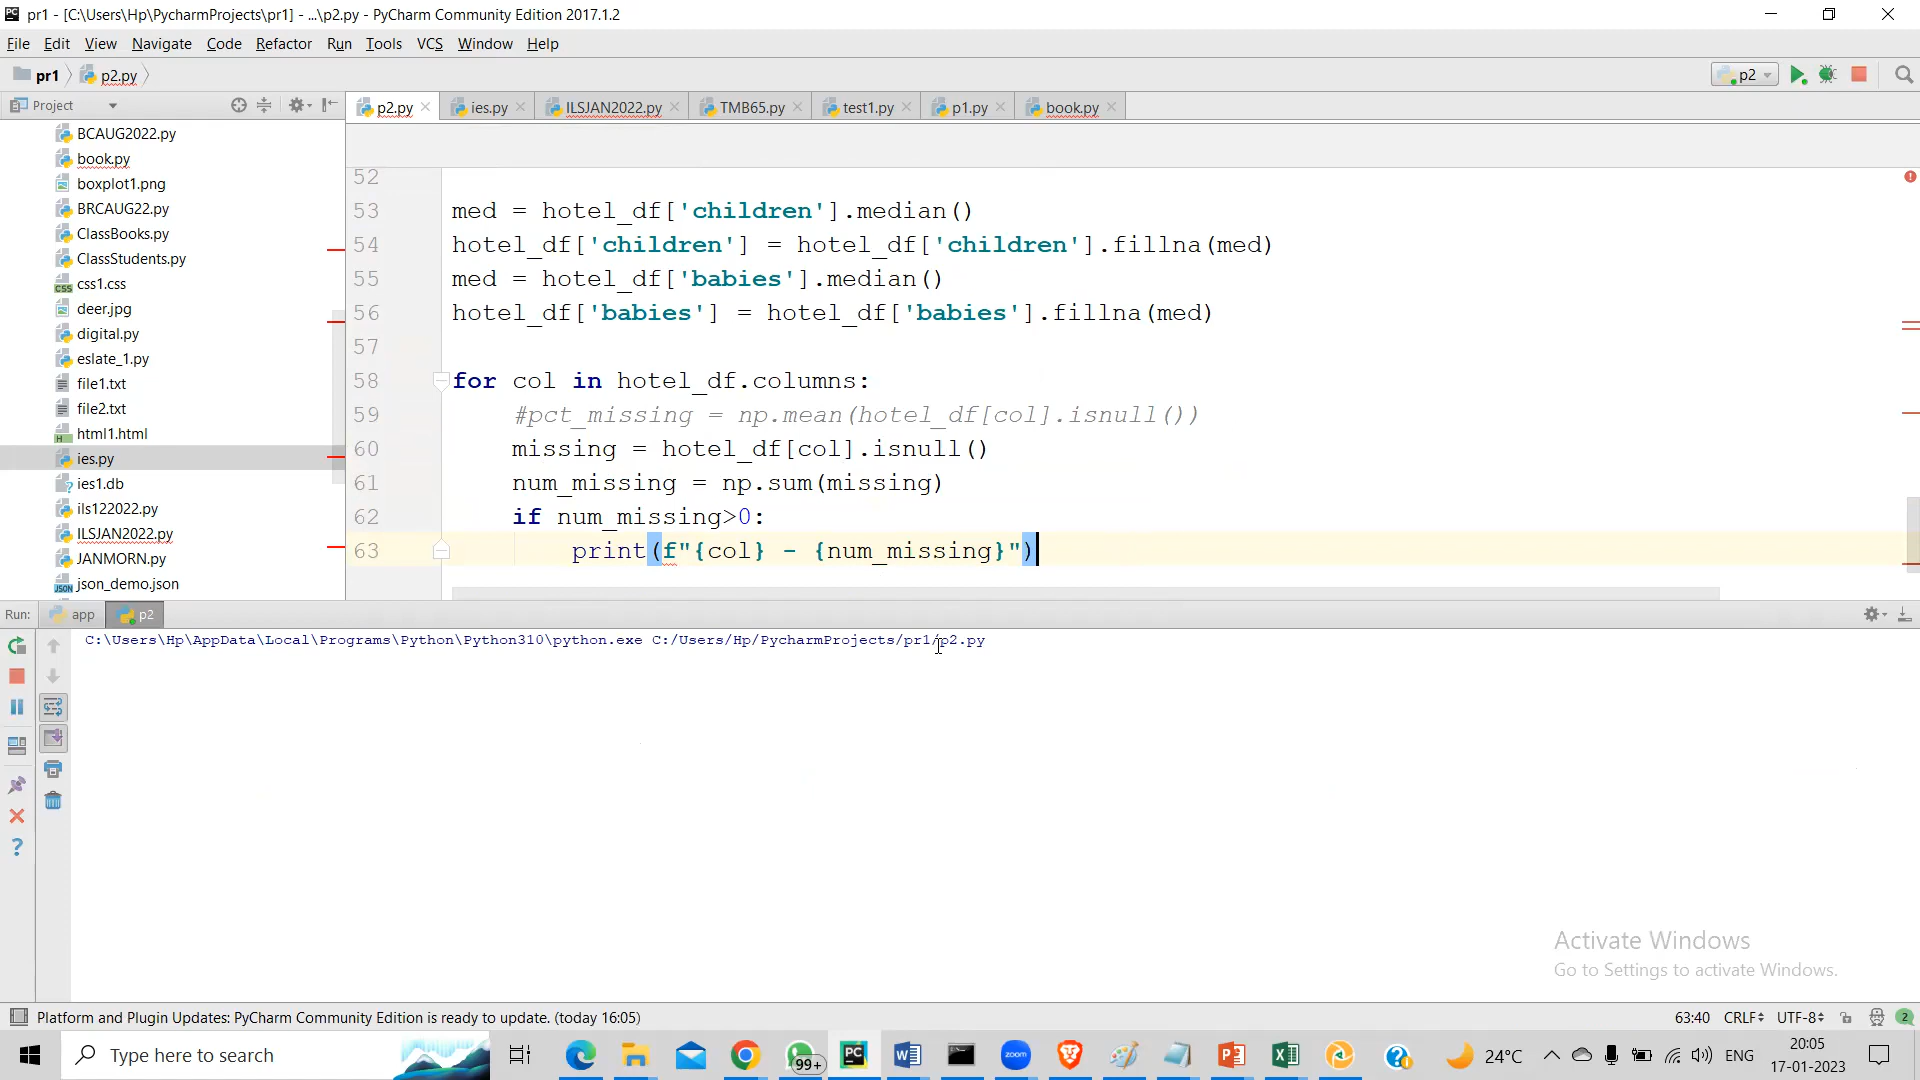 pr1 - [C:\Users\Hp\PycharmProjects\pr1] - ...\p2.py - PyCharm Community Edition 2017.1.2
File Edit View Navigate Code Refactor Run Tools VCS Window Help
pr1 p2.py p2
Project p2.py ies.py ILSJAN2022.py TMB65.py test1.py p1.py book.py
BCAUG2022.py
book.py
boxplot1.png
BRCAUG22.py
ClassBooks.py
ClassStudents.py
css1.css
deer.jpg
digital.py
eslate_1.py
file1.txt
file2.txt
html1.html
ies.py
ies1.db
ils122022.py
ILSJAN2022.py
JANMORN.py
json_demo.json
52
53 med = hotel_df['children'].median()
54 hotel_df['children'] = hotel_df['children'].fillna(med)
55 med = hotel_df['babies'].median()
56 hotel_df['babies'] = hotel_df['babies'].fillna(med)
57
58 for col in hotel_df.columns:
59 #pct_missing = np.mean(hotel_df[col].isnull())
60 missing = hotel_df[col].isnull()
61 num_missing = np.sum(missing)
62 if num_missing>0:
63 print(f"{col} - {num_missing}")
Run: app p2
C:\Users\Hp\AppData\Local\Programs\Python\Python310\python.exe C:/Users/Hp/PycharmProjects/pr1/p2.py
Activate Windows
Go to Settings to activate Windows.
Platform and Plugin Updates: PyCharm Community Edition is ready to update. (today 16:05) 63:40 CRLF UTF-8 2
Type here to search 99+ PC zoom 24°C ENG 20:05
17-01-2023